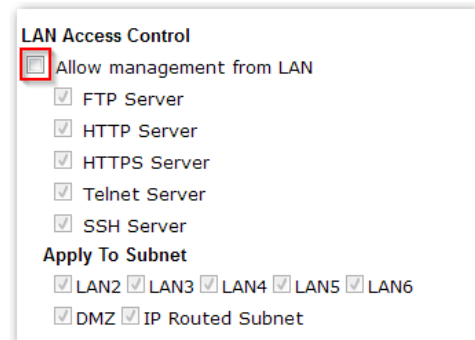 LAN Access Control
Allow management from LAN
FTP Server
HTTP Server
HTTPS Server
Telnet Server
SSH Server
Apply To Subnet
LAN2 LAN3 LAN4 LAN5 LAN6
DMZ IP Routed Subnet